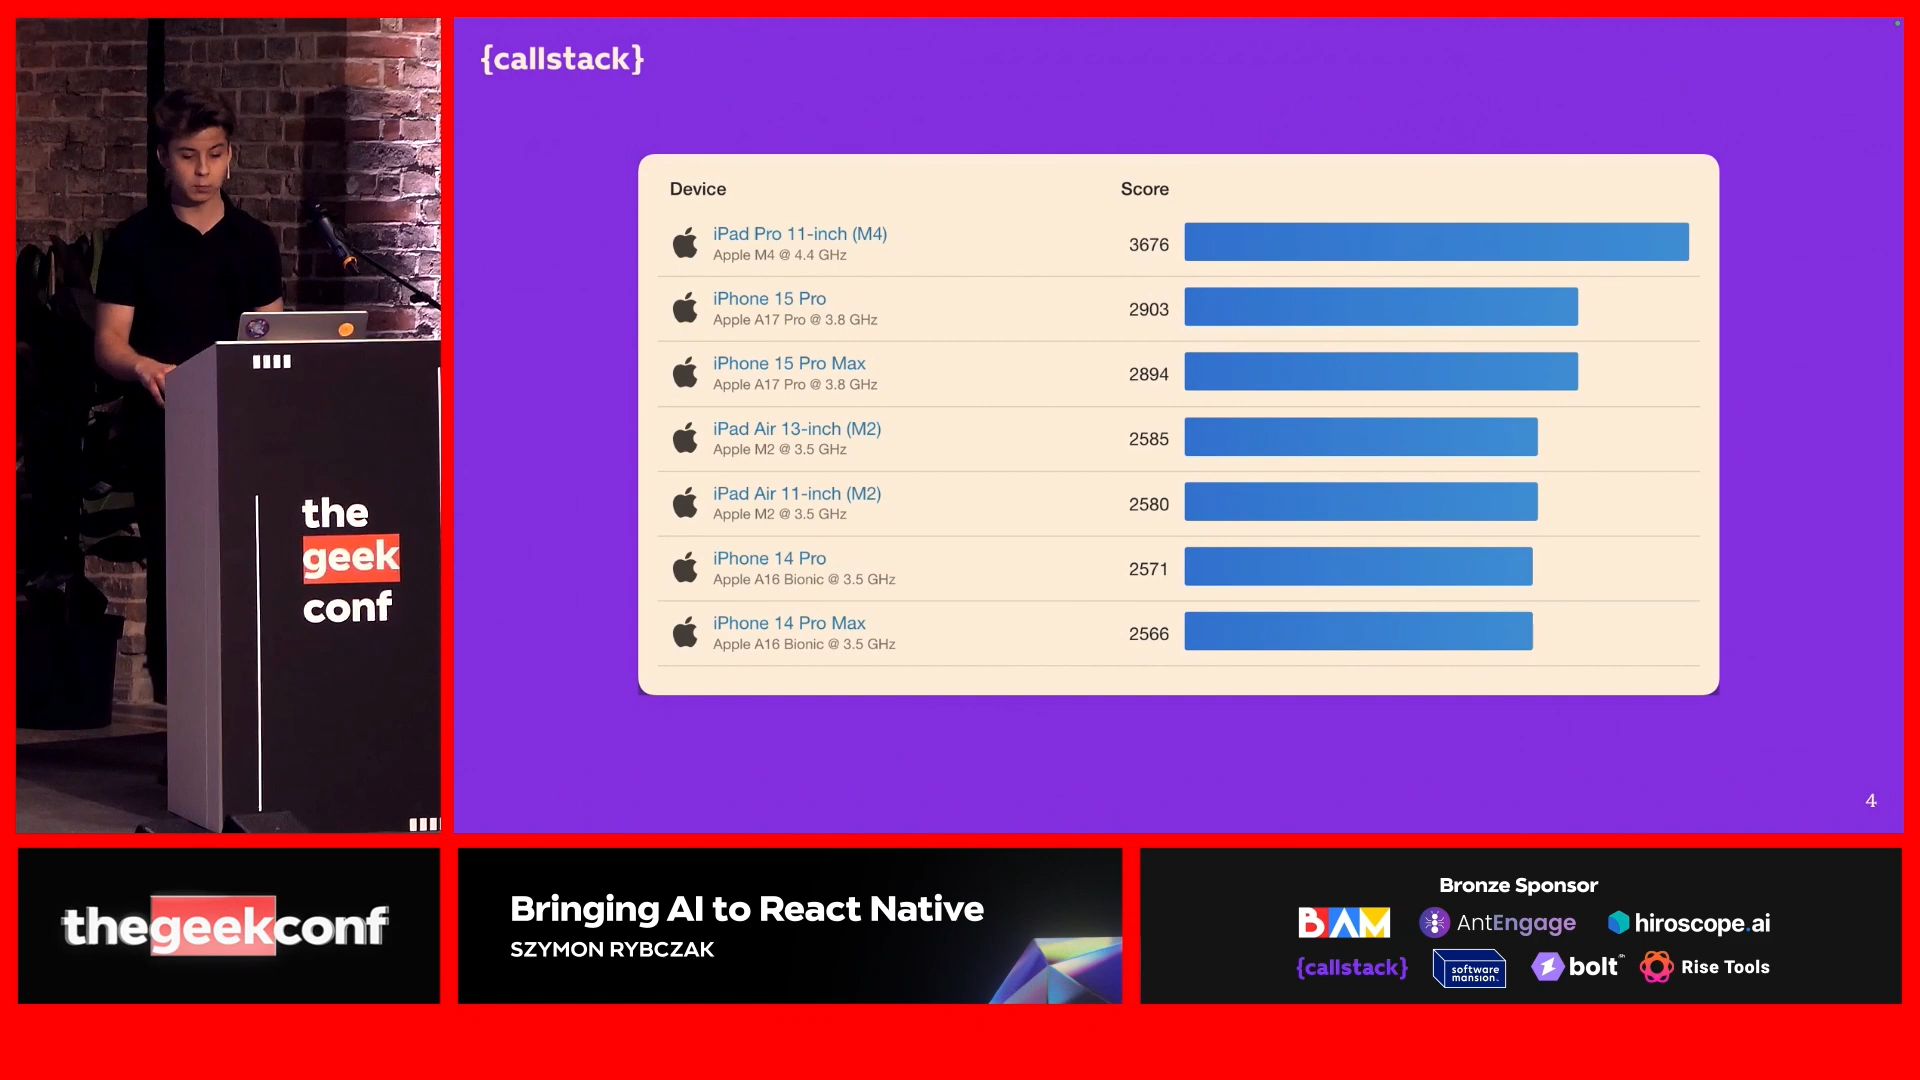 {callstack}
Device Score
iPad Pro 11-inch (M4)
Apple M4 @ 4.4 GHz
3676
iPhone 15 Pro
Apple A17 Pro @ 3.8 GHz
2903
iPhone 15 Pro Max
Apple A17 Pro @ 3.8 GHz
2894
iPad Air 13-inch (M2)
Apple M2 @ 3.5 GHz
2585
iPad Air 11-inch (M2)
Apple M2 @ 3.5 GHz
2580
iPhone 14 Pro
Apple A16 Bionic @ 3.5 GHz
2571
iPhone 14 Pro Max
Apple A16 Bionic @ 3.5 GHz
2566
4
the
geek
conf
thegeekconf
Bringing AI to React Native
SZYMON RYBCZAK
Bronze Sponsor
BAM AntEngage hiroscope.ai
{callstack} software mansion bolt.sh Rise Tools